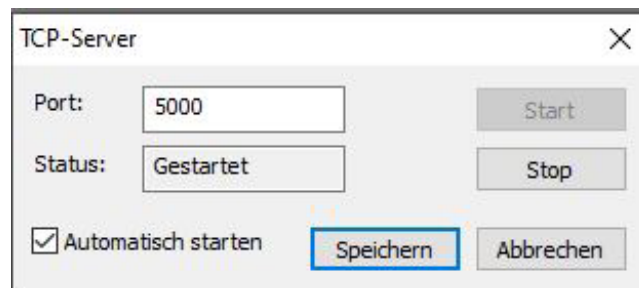 TCP-Server
Port: 5000 Start
Status: Gestartet Stop
Automatisch starten Speichern Abbrechen